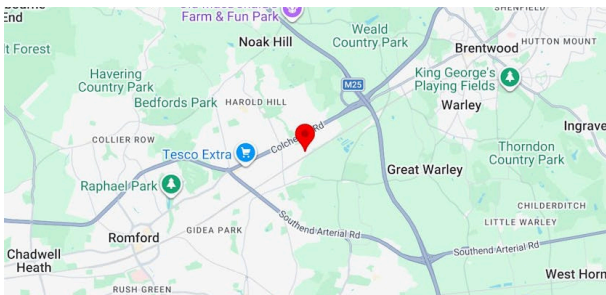 End
Farm & Fun Park
SHENFIELD
Noak Hill
Weald
Country Park
Brentwood
HUTTON MOUNT
lt Forest
Havering
Country Park
M25
King George's
Playing Fields
Bedfords Park
HAROLD HILL
Warley
Ingrave
COLLIER ROW
Colche
Rd
Tesco Extra
Thorndon
Country Park
Great Warley
Raphael Park
CHILDERDITCH
LITTLE WARLEY
GIDEA PARK
Southend Arterial Rd
Romford
Southend Arterial Rd
Chadwell
Heath
West Horn
RUSH GREEN